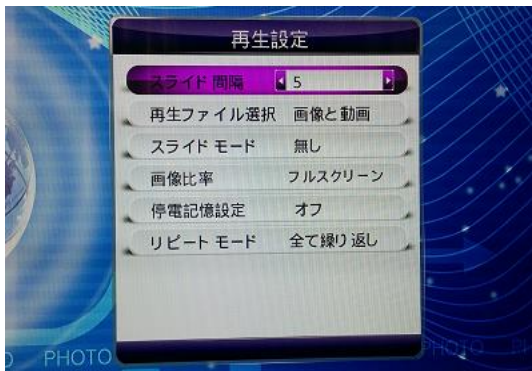 再生設定
スライド 間隔 5
再生ファイル選択 画像と動画
スライド モード 無し
画像比率 フルスクリーン
停電記憶設定 オフ
リピート モード 全て繰り返し
PHOTO
PHOTO